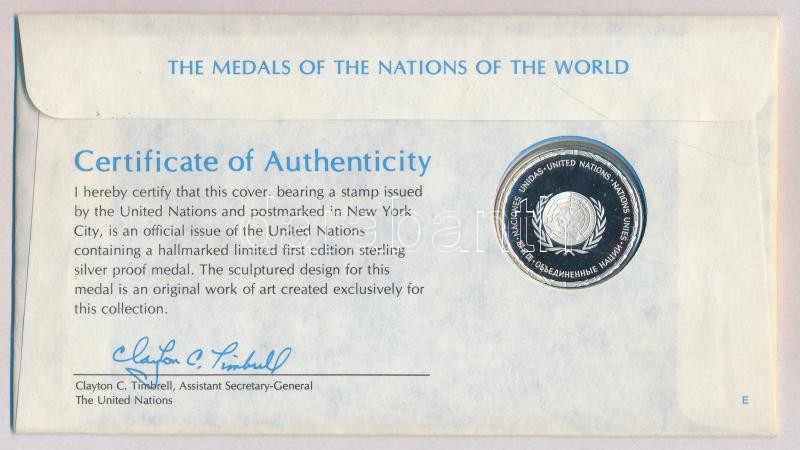 THE MEDALS OF THE NATIONS OF THE WORLD
Certificate of Authenticity
I hereby certify that this cover, bearing a stamp issued
by the United Nations and postmarked in New York
City, is an official issue of the United Nations
containing a hallmarked limited first edition sterling
silver proof medal. The sculptured design for this
medal is an original work of art created exclusively for
this collection.
Clayton C. Timbrell
Clayton C. Timbrell, Assistant Secretary-General
The United Nations
NACIONES UNIDAS · UNITED NATIONS · NATIONS UNIES · ОБЪЕДИНЕННЫЕ НАЦИИ ·
E
darabanth